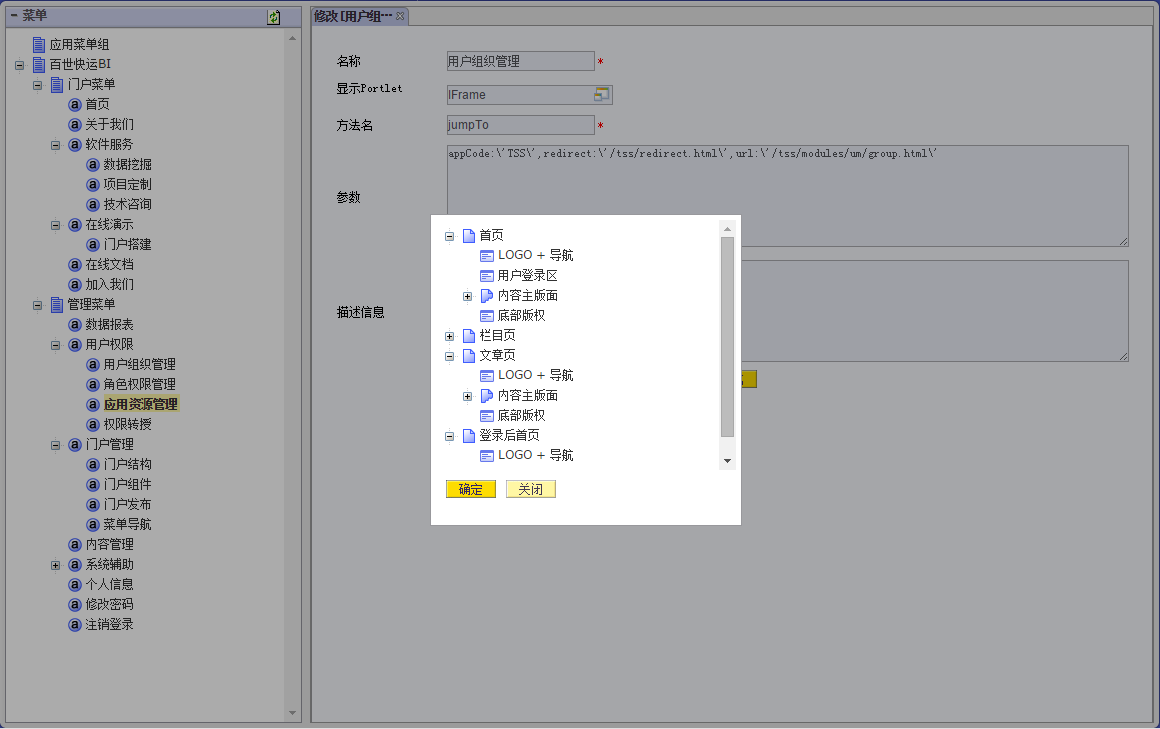 菜单
应用菜单组
百世快运BI
门户菜单
首页
关于我们
软件服务
数据挖掘
项目定制
技术咨询
在线演示
门户搭建
在线文档
加入我们
管理菜单
数据报表
用户权限
用户组织管理
角色权限管理
应用资源管理
权限转授
门户管理
门户结构
门户组件
门户发布
菜单导航
内容管理
系统辅助
个人信息
修改密码
注销登录
修改[用户组…
名称
用户组织管理 *
显示Portlet
IFrame
方法名
jumpTo *
参数
appCode:\'TSS\',redirect:\'/tss/redirect.html\',url:\'/tss/modules/um/group.html\'
描述信息
首页
LOGO + 导航
用户登录区
内容主版面
底部版权
栏目页
文章页
LOGO + 导航
内容主版面
底部版权
登录后首页
LOGO + 导航
确定 关闭